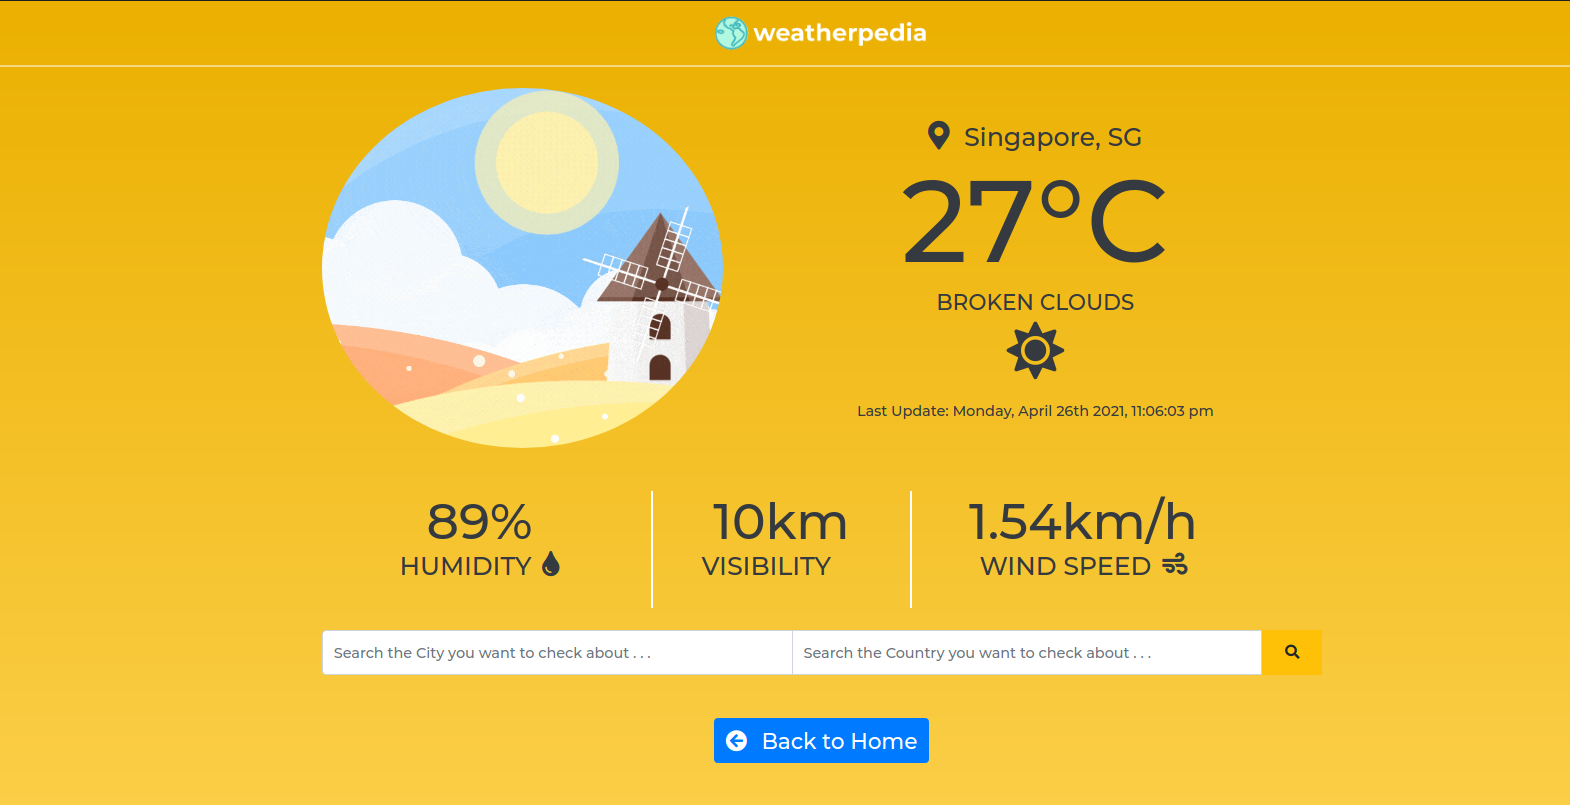 weatherpedia
Singapore, SG
27°C
BROKEN CLOUDS
Last Update: Monday, April 26th 2021, 11:06:03 pm
89%
HUMIDITY
10km
VISIBILITY
1.54km/h
WIND SPEED
Search the City you want to check about . . .
Search the Country you want to check about . . .
Back to Home